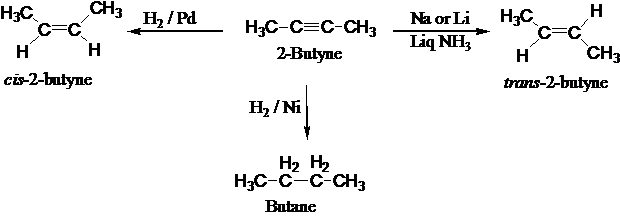 H₃C CH₃
C=C
H H
cis-2-butyne
H₂ / Pd
H₃C-C≡C-CH₃
2-Butyne
Na or Li
Liq NH₃
H₃C H
C=C
H CH₃
trans-2-butyne
H₂ / Ni
H₂ H₂
H₃C-C-C-CH₃
Butane